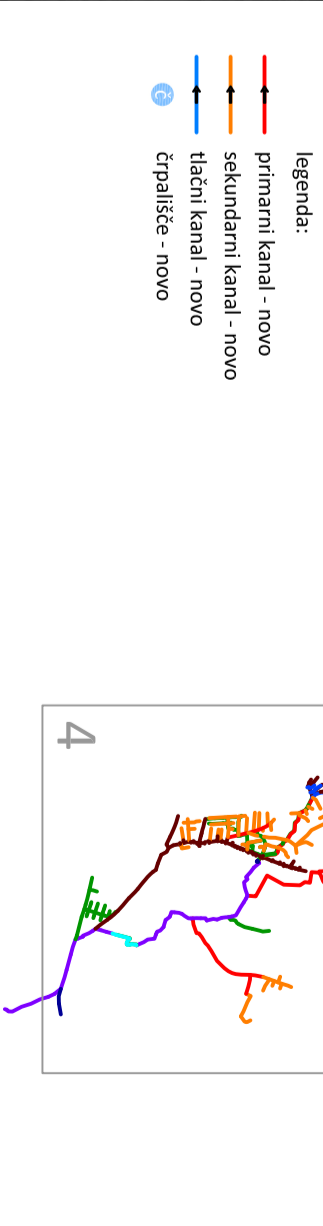 legenda:
primarni kanal - novo
sekundarni kanal - novo
tlačni kanal - novo
č črpališče - novo
4